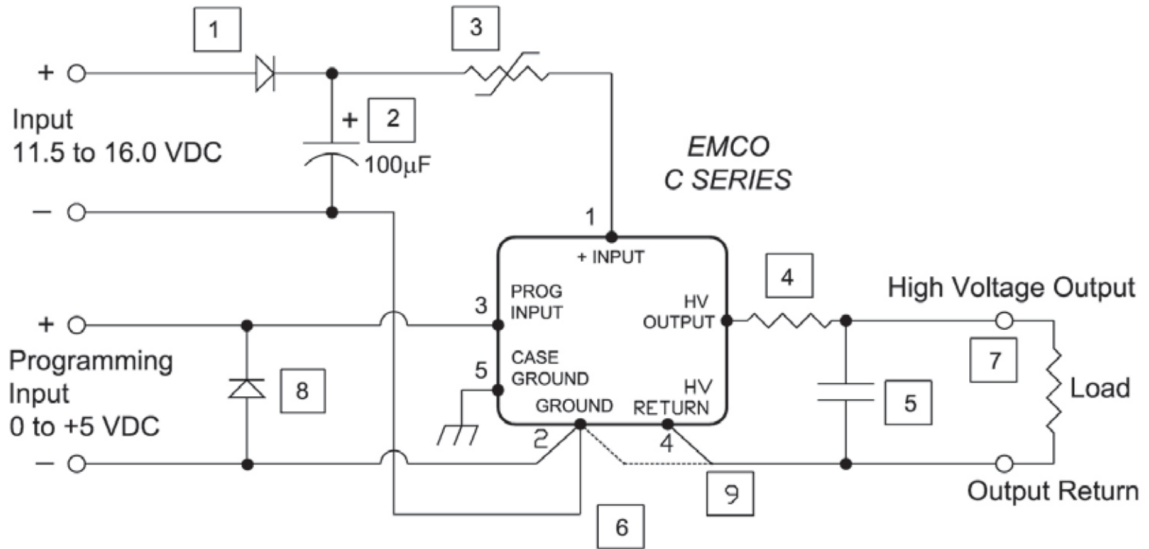 1
3
+
Input
11.5 to 16.0 VDC
−
+
2
100µF
EMCO
C SERIES
1
+ INPUT
3
PROG
INPUT
5
CASE
GROUND
GROUND
2
HV
OUTPUT
HV
RETURN
4
4
High Voltage Output
7
Load
5
Output Return
+
Programming
Input
0 to +5 VDC
−
8
6
9